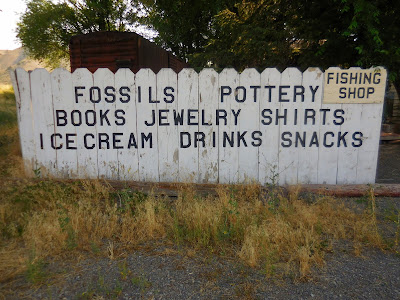 FOSSILS POTTERY
FISHING
SHOP
BOOKS JEWELRY SHIRTS
ICE CREAM DRINKS SNACKS